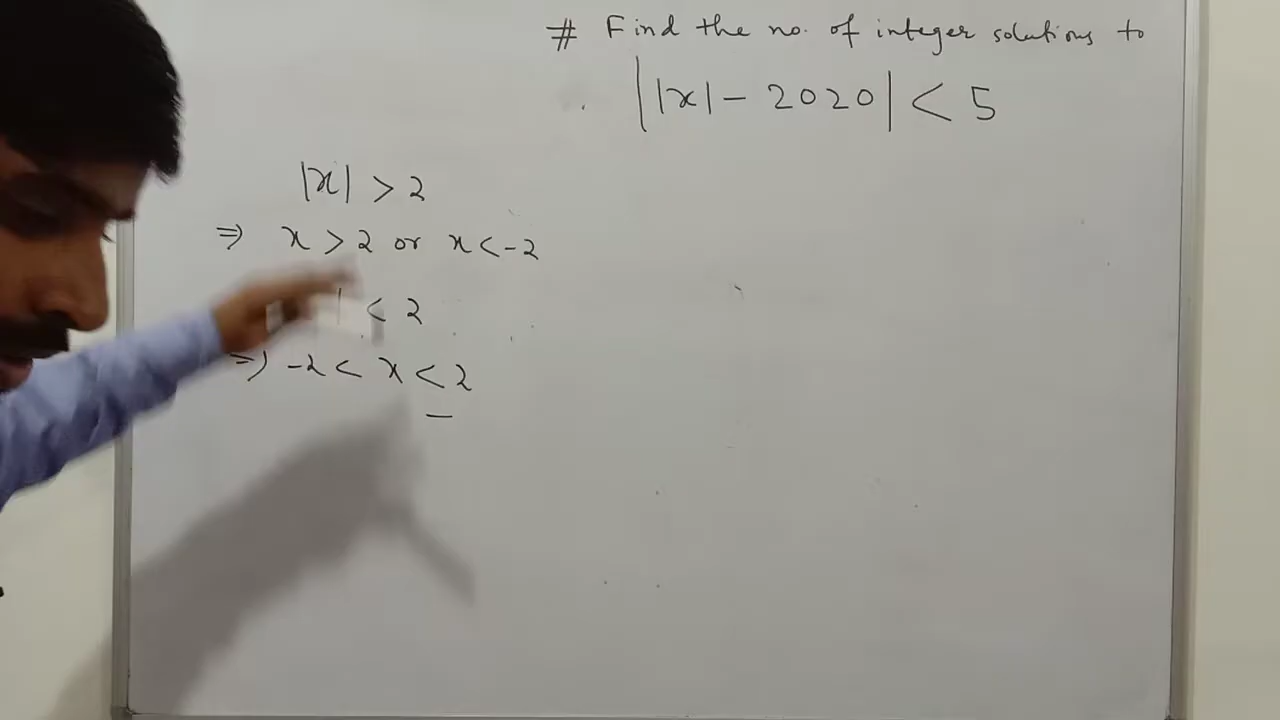 # Find the no. of integer solutions to
||x| - 2020| < 5
|x| > 2
⇒ x > 2 or x < -2
| < 2
⇒ -2 < x < 2